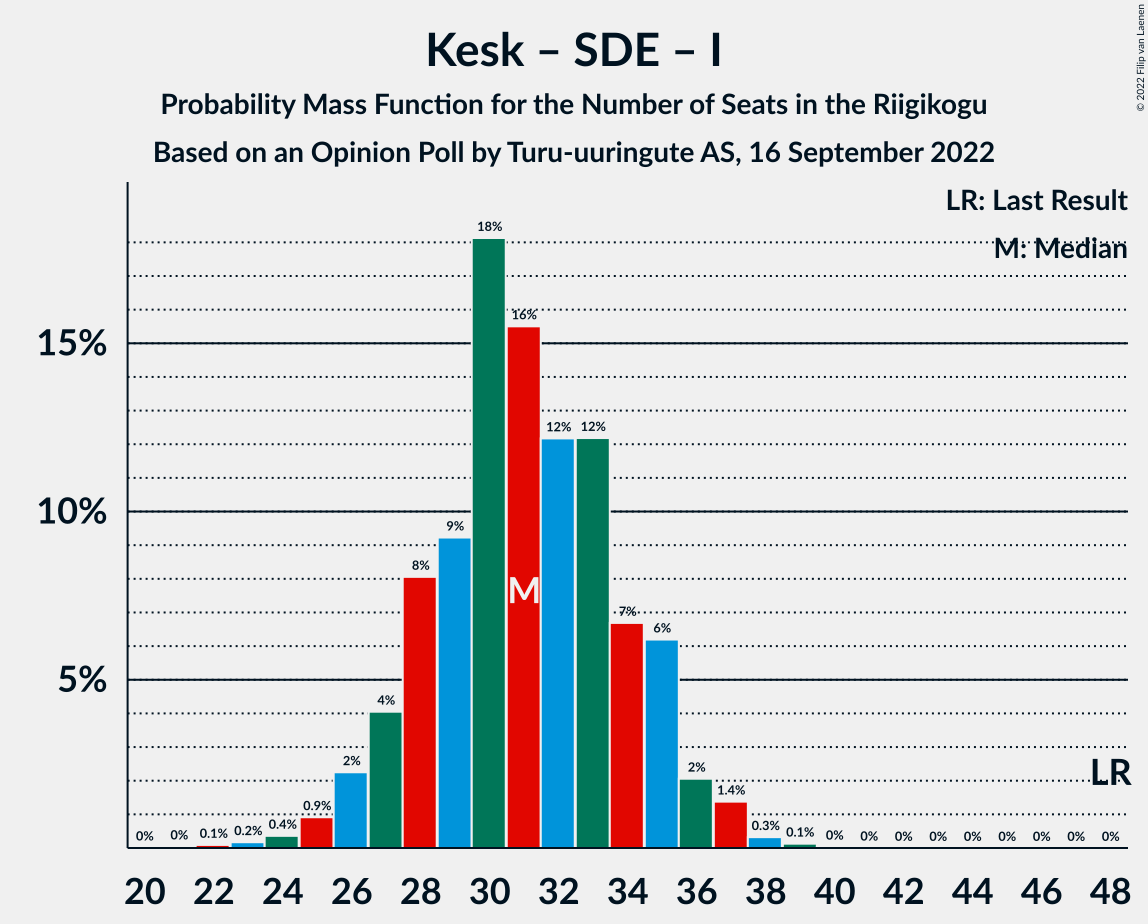 Kesk – SDE – I
Probability Mass Function for the Number of Seats in the Riigikogu
Based on an Opinion Poll by Turu-uuringute AS, 16 September 2022
© 2022 Filip van Laenen
LR: Last Result
M: Median
15%
10%
5%
0% 0% 0.1% 0.2% 0.4% 0.9% 2% 4% 8% 9% 18% 16% 12% 12% 7% 6% 2% 1.4% 0.3% 0.1% 0% 0% 0% 0% 0% 0% 0% 0% 0%
M
LR
20 22 24 26 28 30 32 34 36 38 40 42 44 46 48